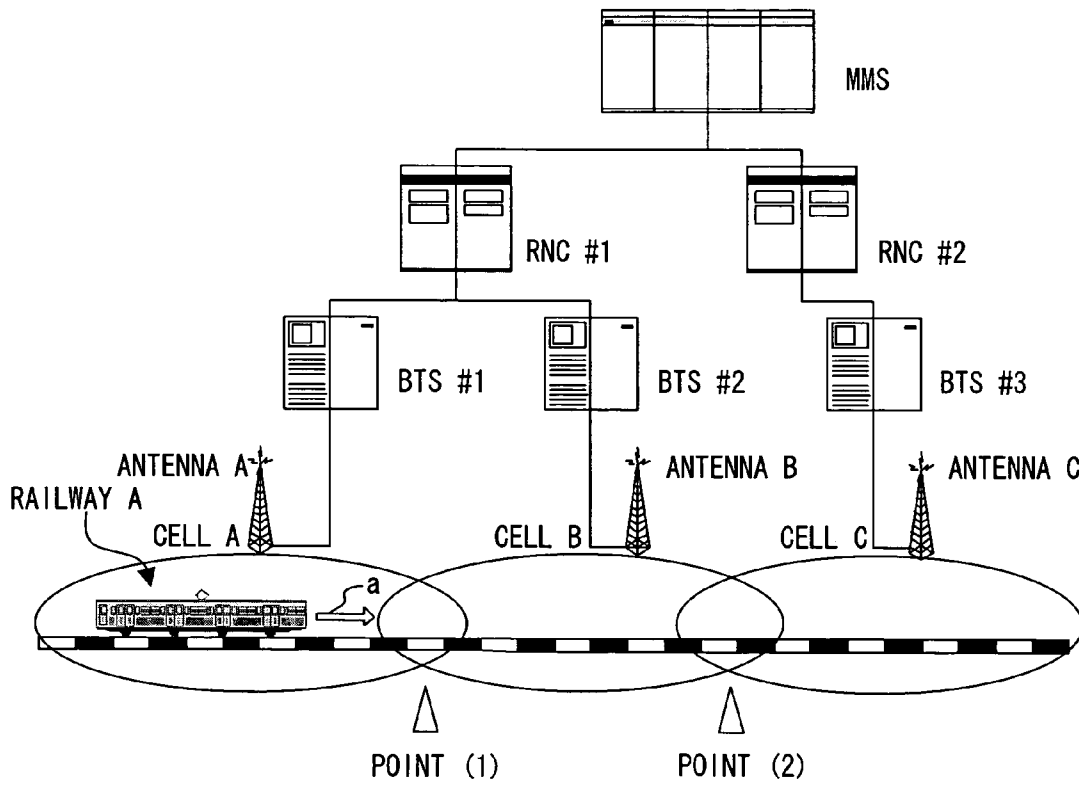 MMS
RNC #1
RNC #2
BTS #1
BTS #2
BTS #3
ANTENNA A
ANTENNA B
ANTENNA C
RAILWAY A
CELL A
CELL B
CELL C
a
POINT (1)
POINT (2)